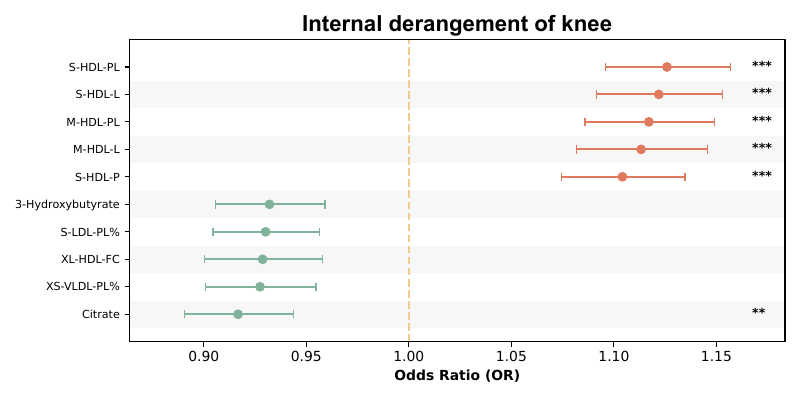 Internal derangement of knee
S-HDL-PL ***
S-HDL-L ***
M-HDL-PL ***
M-HDL-L ***
S-HDL-P ***
3-Hydroxybutyrate
S-LDL-PL%
XL-HDL-FC
XS-VLDL-PL%
Citrate **
0.90 0.95 1.00 1.05 1.10 1.15
Odds Ratio (OR)